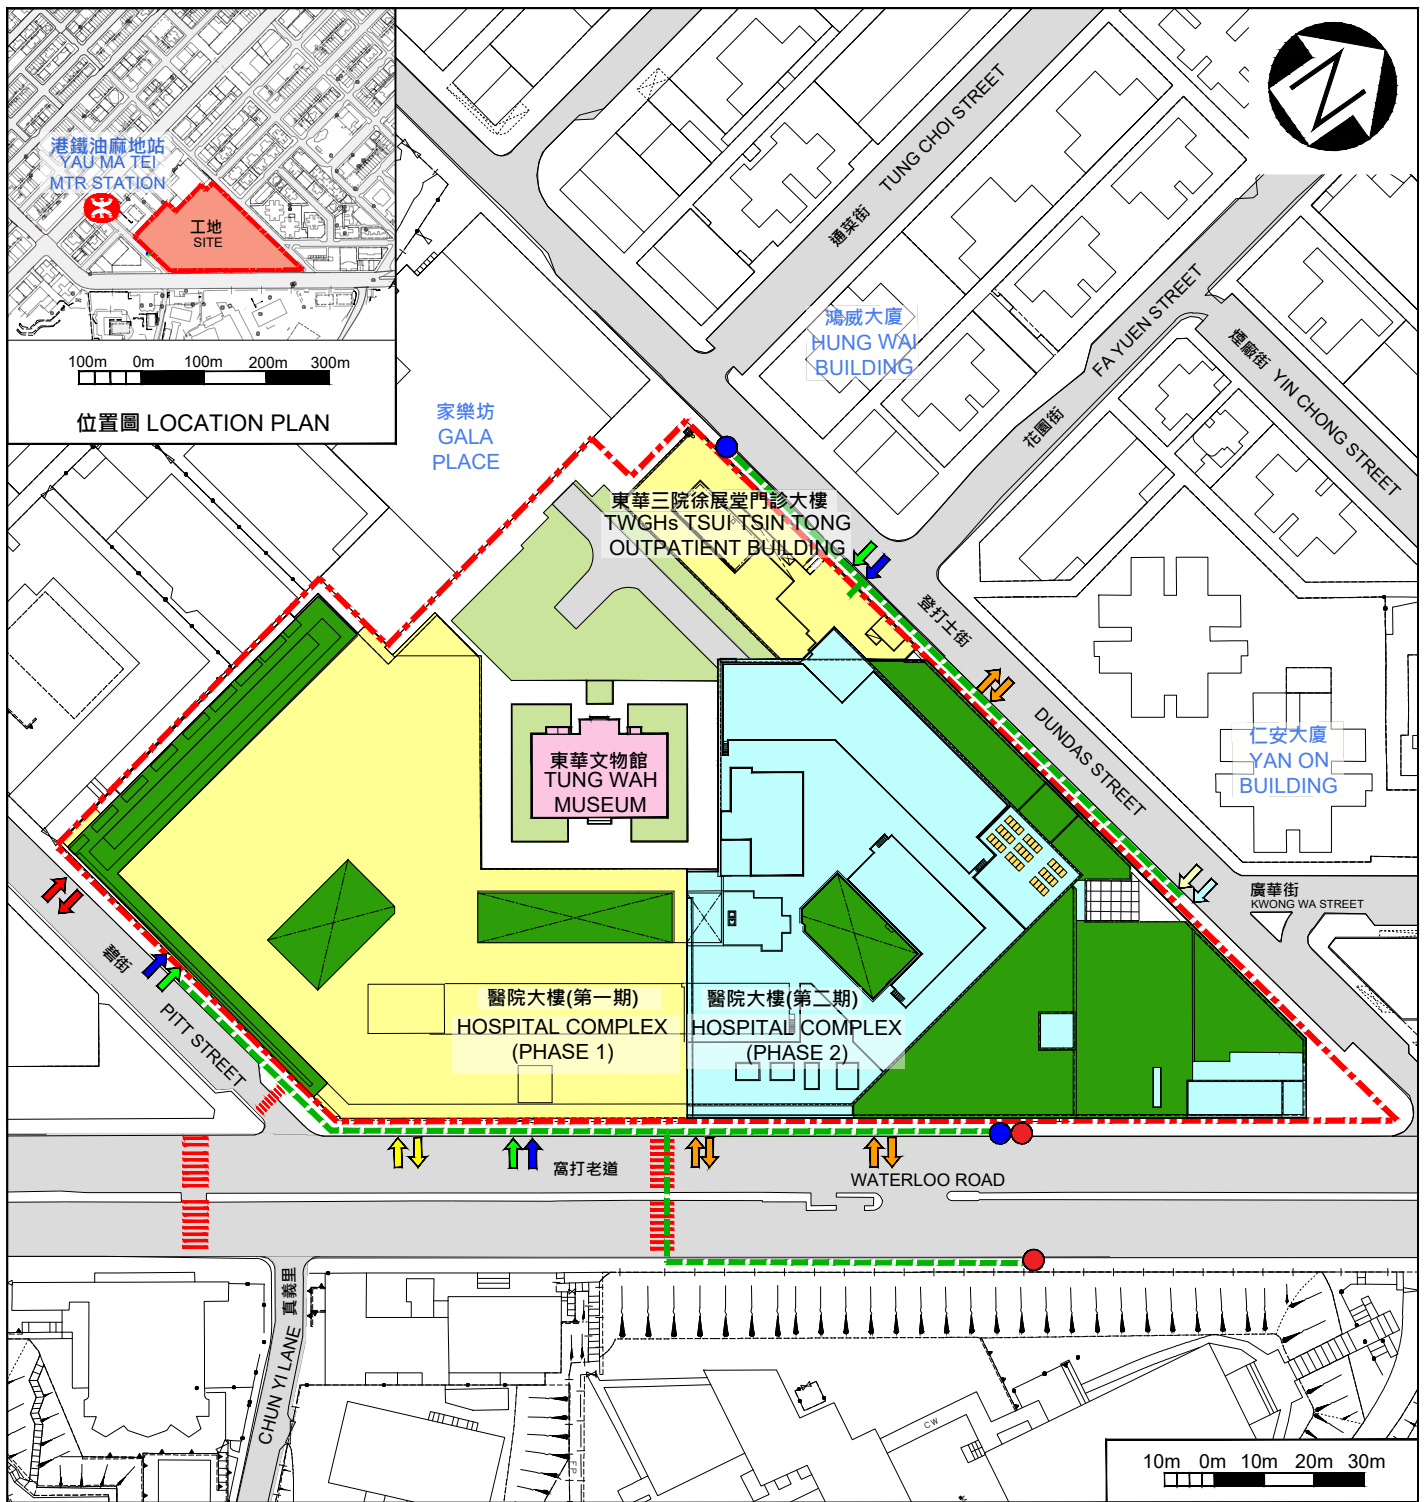 港鐵油麻地站
YAU MA TEI
MTR STATION
工地
SITE
100m 0m 100m 200m 300m
位置圖 LOCATION PLAN
N
通菜街 TUNG CHOI STREET
鴻威大廈
HUNG WAI
BUILDING
花園街 FA YUEN STREET
煙廠街 YIN CHONG STREET
家樂坊
GALA
PLACE
東華三院徐展堂門診大樓
TWGHs TSUI TSIN TONG
OUTPATIENT BUILDING
登打士街 DUNDAS STREET
仁安大廈
YAN ON
BUILDING
東華文物館
TUNG WAH
MUSEUM
廣華街
KWONG WA STREET
碧街 PITT STREET
醫院大樓(第一期)
HOSPITAL COMPLEX
(PHASE 1)
醫院大樓(第二期)
HOSPITAL COMPLEX
(PHASE 2)
窩打老道 WATERLOO ROAD
CHUN YI LANE 真義里
CW
10m 0m 10m 20m 30m